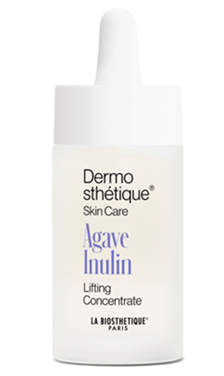 Dermo
sthétique®
Skin Care
Agave
Inulin
Lifting
Concentrate
LA BIOSTHETIQUE®
PARIS